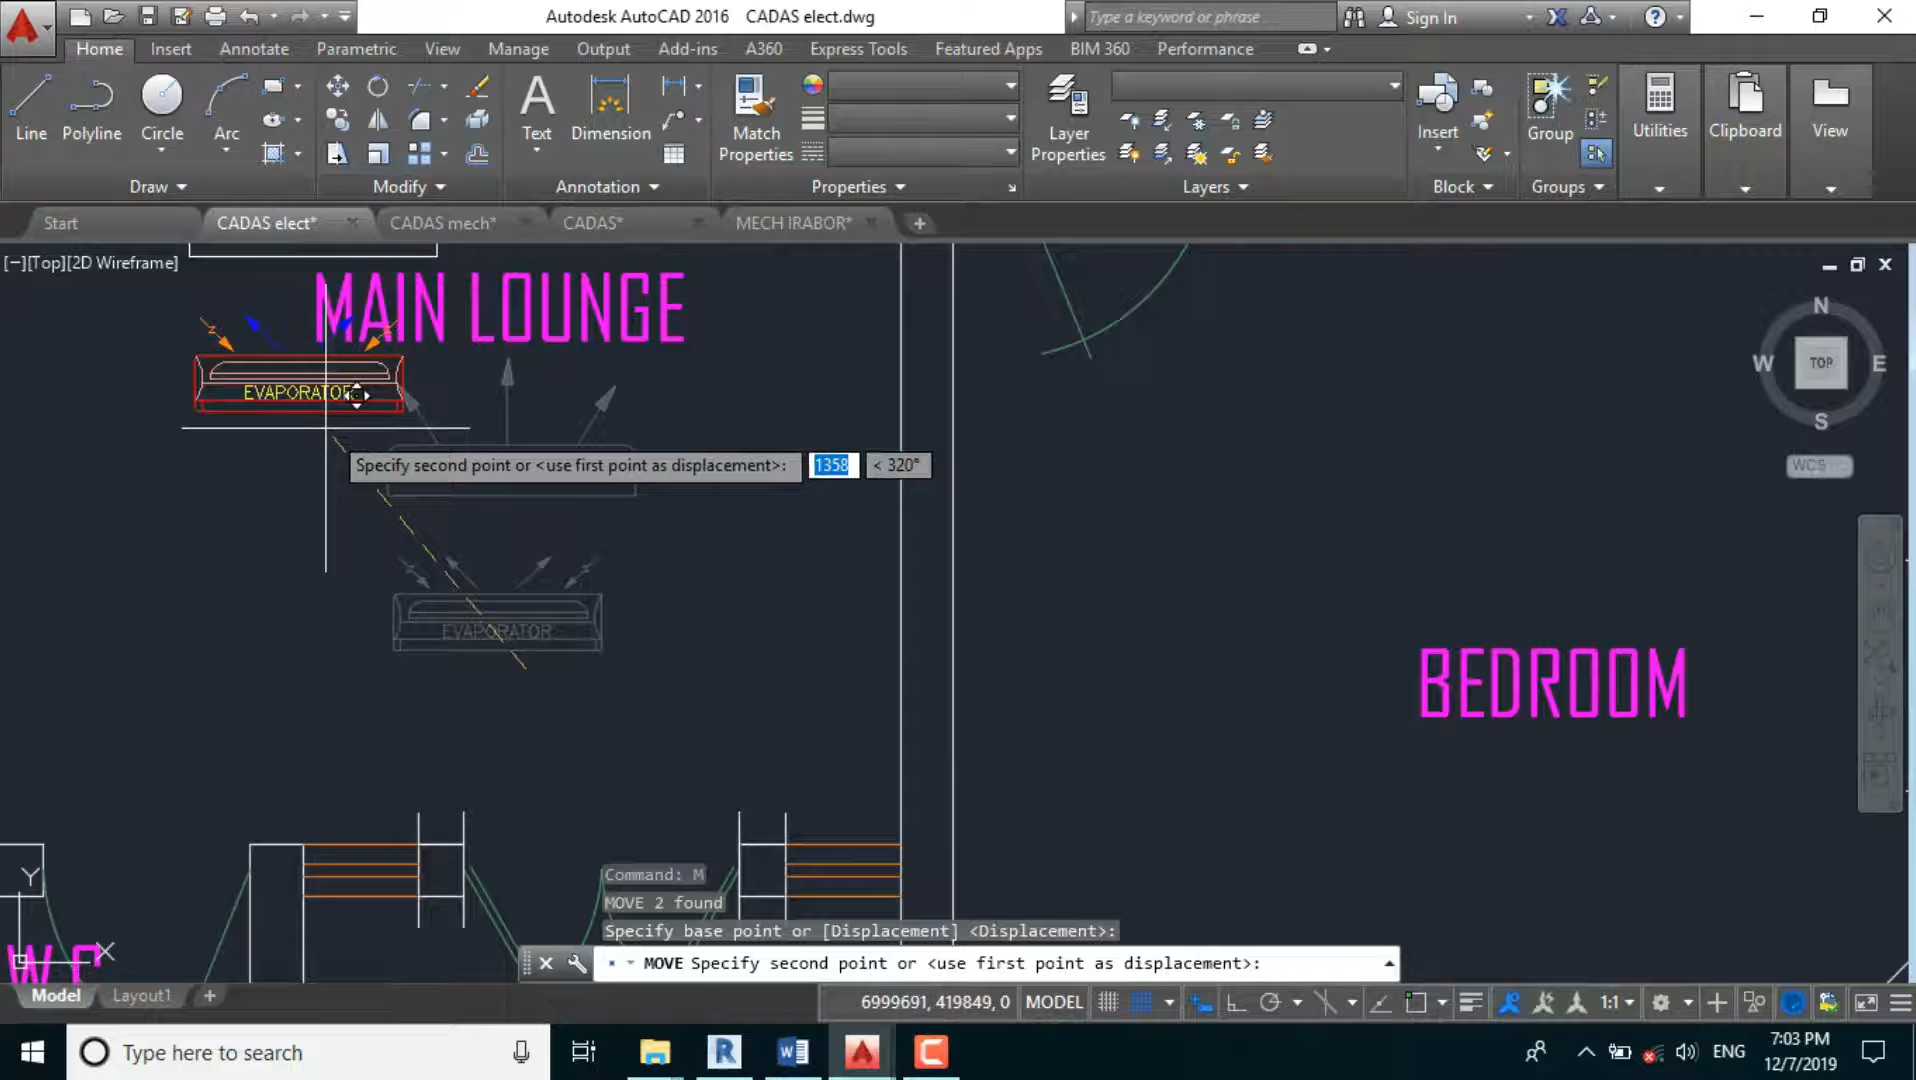 Autodesk AutoCAD 2016 CADAS elect.dwg
Type a keyword or phrase
Sign In
Home Insert Annotate Parametric View Manage Output Add-ins A360 Express Tools Featured Apps BIM 360 Performance
Line Polyline Circle Arc Text Dimension Match Properties Layer Properties Insert Group Utilities Clipboard View
Draw Modify Annotation Properties Layers Block Groups
Start CADAS elect* CADAS mech* CADAS* MECH IRABOR*
[−][Top][2D Wireframe]
MAIN LOUNGE
N
W TOP E
S
WCS
EVAPORATOR
Specify second point or <use first point as displacement>: 1358 < 320°
EVAPORATOR
BEDROOM
Y
X
W.C
Command: M
MOVE 2 found
Specify base point or [Displacement] <Displacement>:
MOVE Specify second point or <use first point as displacement>:
Model Layout1
6999691, 419849, 0 MODEL 1:1
Type here to search
ENG
7:03 PM
12/7/2019